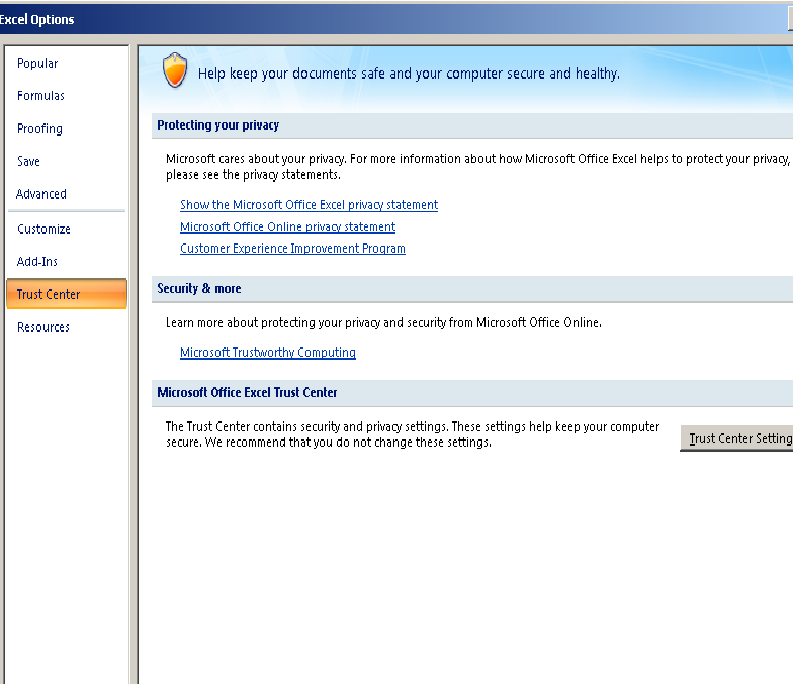 Excel Options
Popular
Formulas
Proofing
Save
Advanced
Customize
Add-Ins
Trust Center
Resources
Help keep your documents safe and your computer secure and healthy.
Protecting your privacy
Microsoft cares about your privacy. For more information about how Microsoft Office Excel helps to protect your privacy,
please see the privacy statements.
Show the Microsoft Office Excel privacy statement
Microsoft Office Online privacy statement
Customer Experience Improvement Program
Security & more
Learn more about protecting your privacy and security from Microsoft Office Online.
Microsoft Trustworthy Computing
Microsoft Office Excel Trust Center
The Trust Center contains security and privacy settings. These settings help keep your computer
secure. We recommend that you do not change these settings.
Trust Center Setting